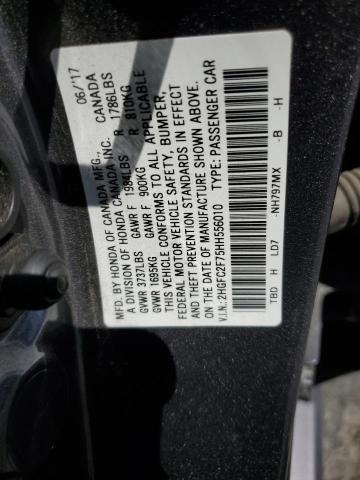 MFD. BY HONDA OF CANADA MFG., 06/'17
A DIVISION OF HONDA CANADA INC. CANADA
GVWR 3737LBS GAWR F 1984LBS R 1786LBS
GVWR 1695KG GAWR F 900KG R 810KG
THIS VEHICLE CONFORMS TO ALL APPLICABLE
FEDERAL MOTOR VEHICLE SAFETY, BUMPER,
AND THEFT PREVENTION STANDARDS IN EFFECT
ON THE DATE OF MANUFACTURE SHOWN ABOVE.
V.I.N.:2HGFC2F75HH556010 TYPE: PASSENGER CAR
TBD H LD7 -NH797MX -B -H